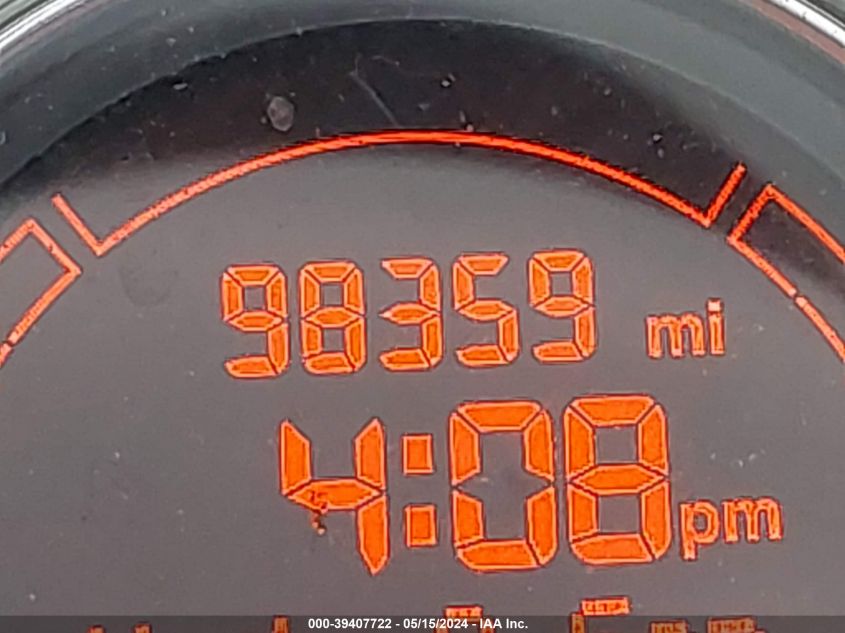 98359 mi
4:08 pm
000-39407722 - 05/15/2024 - IAA Inc.